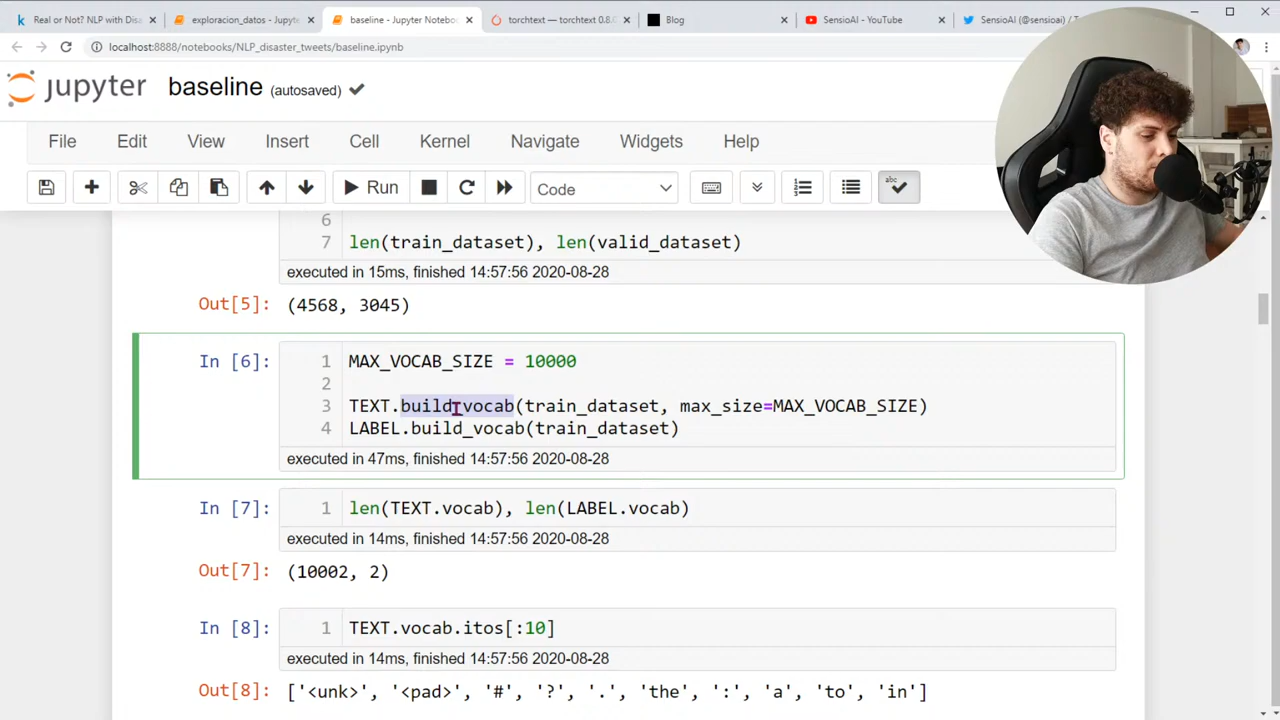 Real or Not? NLP with Disa
exploracion_datos - Jupyte
baseline - Jupyter Notebook
torchtext — torchtext 0.8.
Blog
SensioAI - YouTube
SensioAI (@sensioai) / T
localhost:8888/notebooks/NLP_disaster_tweets/baseline.ipynb
jupyter baseline (autosaved)
File Edit View Insert Cell Kernel Navigate Widgets Help
Run Code abc
6
7 len(train_dataset), len(valid_dataset)
executed in 15ms, finished 14:57:56 2020-08-28
Out[5]: (4568, 3045)
In [6]: 1 MAX_VOCAB_SIZE = 10000
2
3 TEXT.build_vocab(train_dataset, max_size=MAX_VOCAB_SIZE)
4 LABEL.build_vocab(train_dataset)
executed in 47ms, finished 14:57:56 2020-08-28
In [7]: 1 len(TEXT.vocab), len(LABEL.vocab)
executed in 14ms, finished 14:57:56 2020-08-28
Out[7]: (10002, 2)
In [8]: 1 TEXT.vocab.itos[:10]
executed in 14ms, finished 14:57:56 2020-08-28
Out[8]: ['<unk>', '<pad>', '#', '?', '.', 'the', ':', 'a', 'to', 'in']